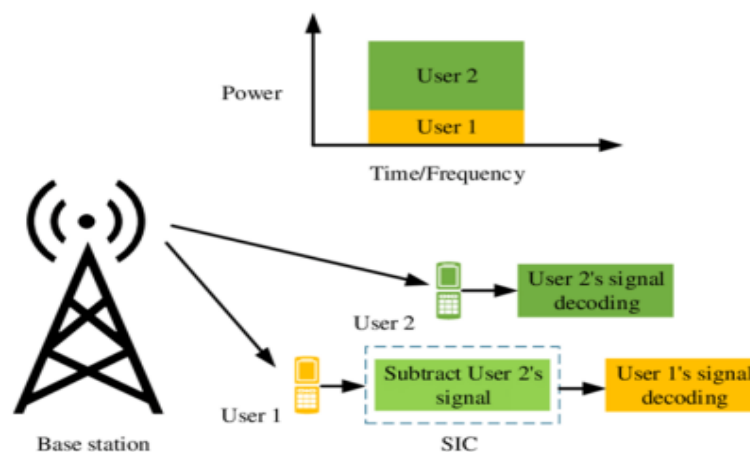 User 2
Power
User 1
Time/Frequency
User 2's signal
decoding
User 2
Subtract User 2's
signal
User 1's signal
decoding
User 1
Base station
SIC